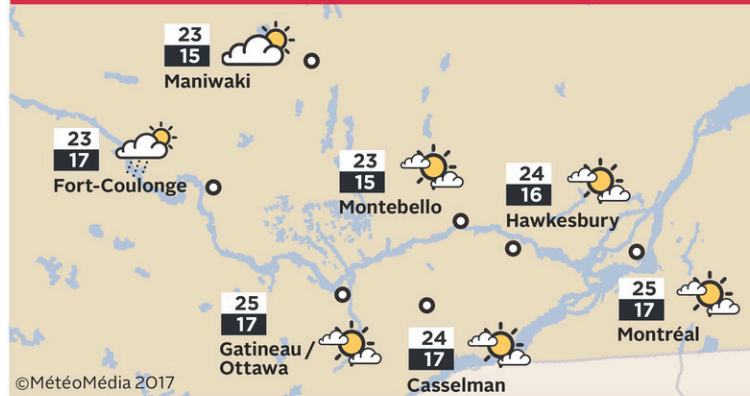 23
15
Maniwaki
23
17
Fort-Coulonge
23
15
Montebello
24
16
Hawkesbury
25
17
Gatineau /
Ottawa
24
17
Casselman
25
17
Montréal
©MétéoMédia 2017